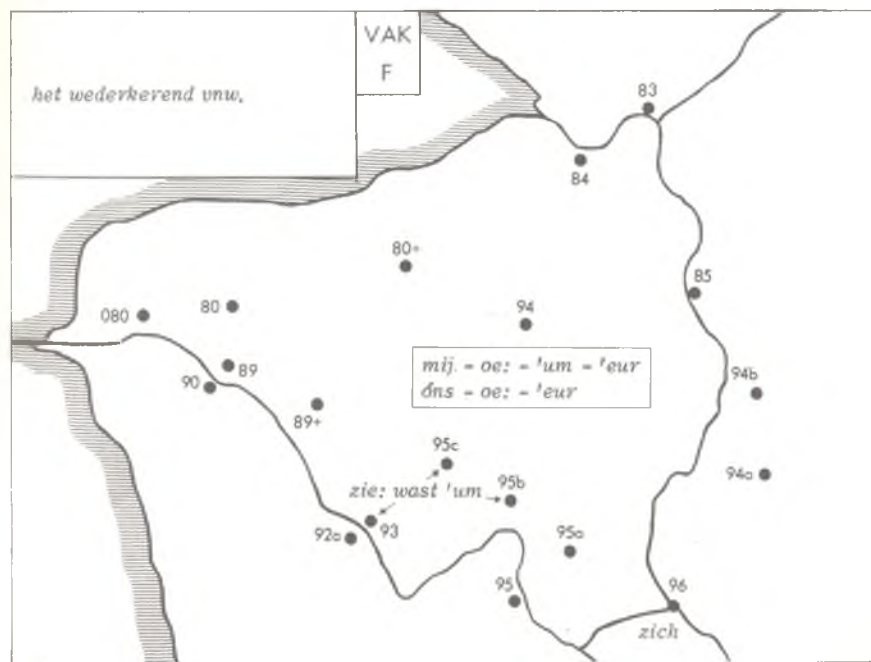 VAK
F
het wederkerend vnw.
83
84
80+
85
080
80
94
mij. - oe: - 'um - 'eur
óns - oe: - 'eur
89
90
94b
89+
95c
94a
95b
zie: wast 'um
93
92a
95a
95
96
zich